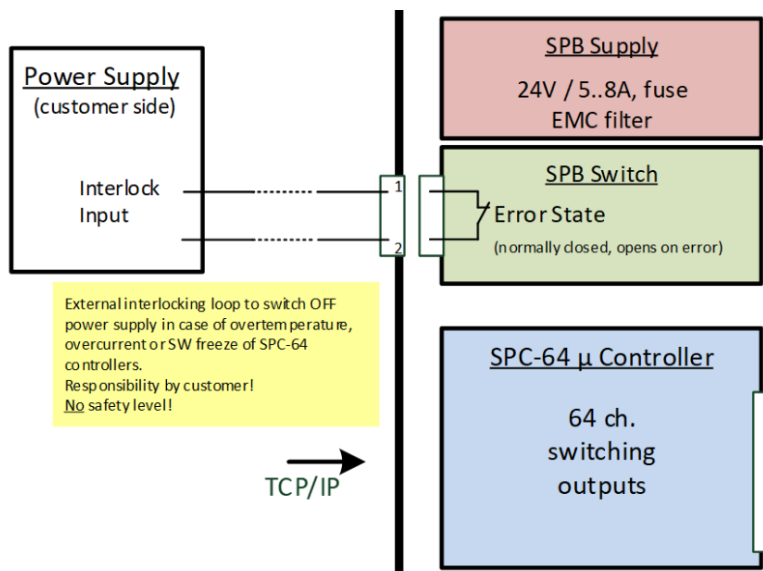 Power Supply
(customer side)
Interlock
Input
1
2
SPB Supply
24V / 5..8A, fuse
EMC filter
SPB Switch
Error State
(normally closed, opens on error)
External interlocking loop to switch OFF
power supply in case of overtemperature,
overcurrent or SW freeze of SPC-64
controllers.
Responsibility by customer!
No safety level!
TCP/IP
SPC-64 μ Controller
64 ch.
switching
outputs